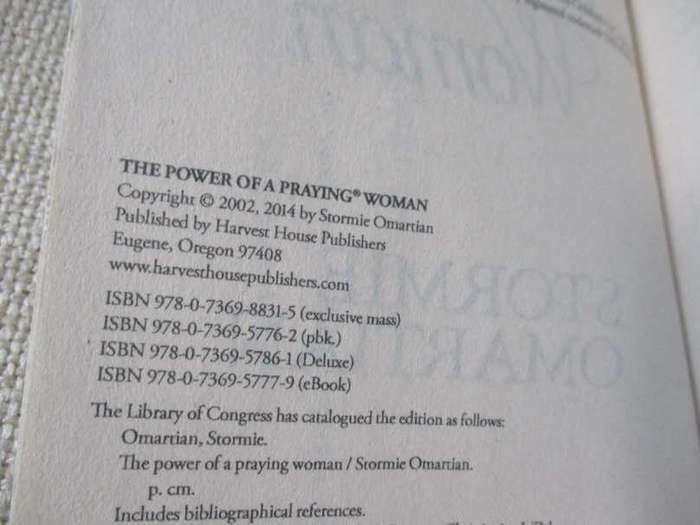 THE POWER OF A PRAYING® WOMAN
Copyright © 2002, 2014 by Stormie Omartian
Published by Harvest House Publishers
Eugene, Oregon 97408
www.harvesthousepublishers.com
ISBN 978-0-7369-8831-5 (exclusive mass)
ISBN 978-0-7369-5776-2 (pbk.)
ISBN 978-0-7369-5786-1 (Deluxe)
ISBN 978-0-7369-5777-9 (eBook)
The Library of Congress has catalogued the edition as follows:
Omartian, Stormie.
The power of a praying woman / Stormie Omartian.
p. cm.
Includes bibliographical references.